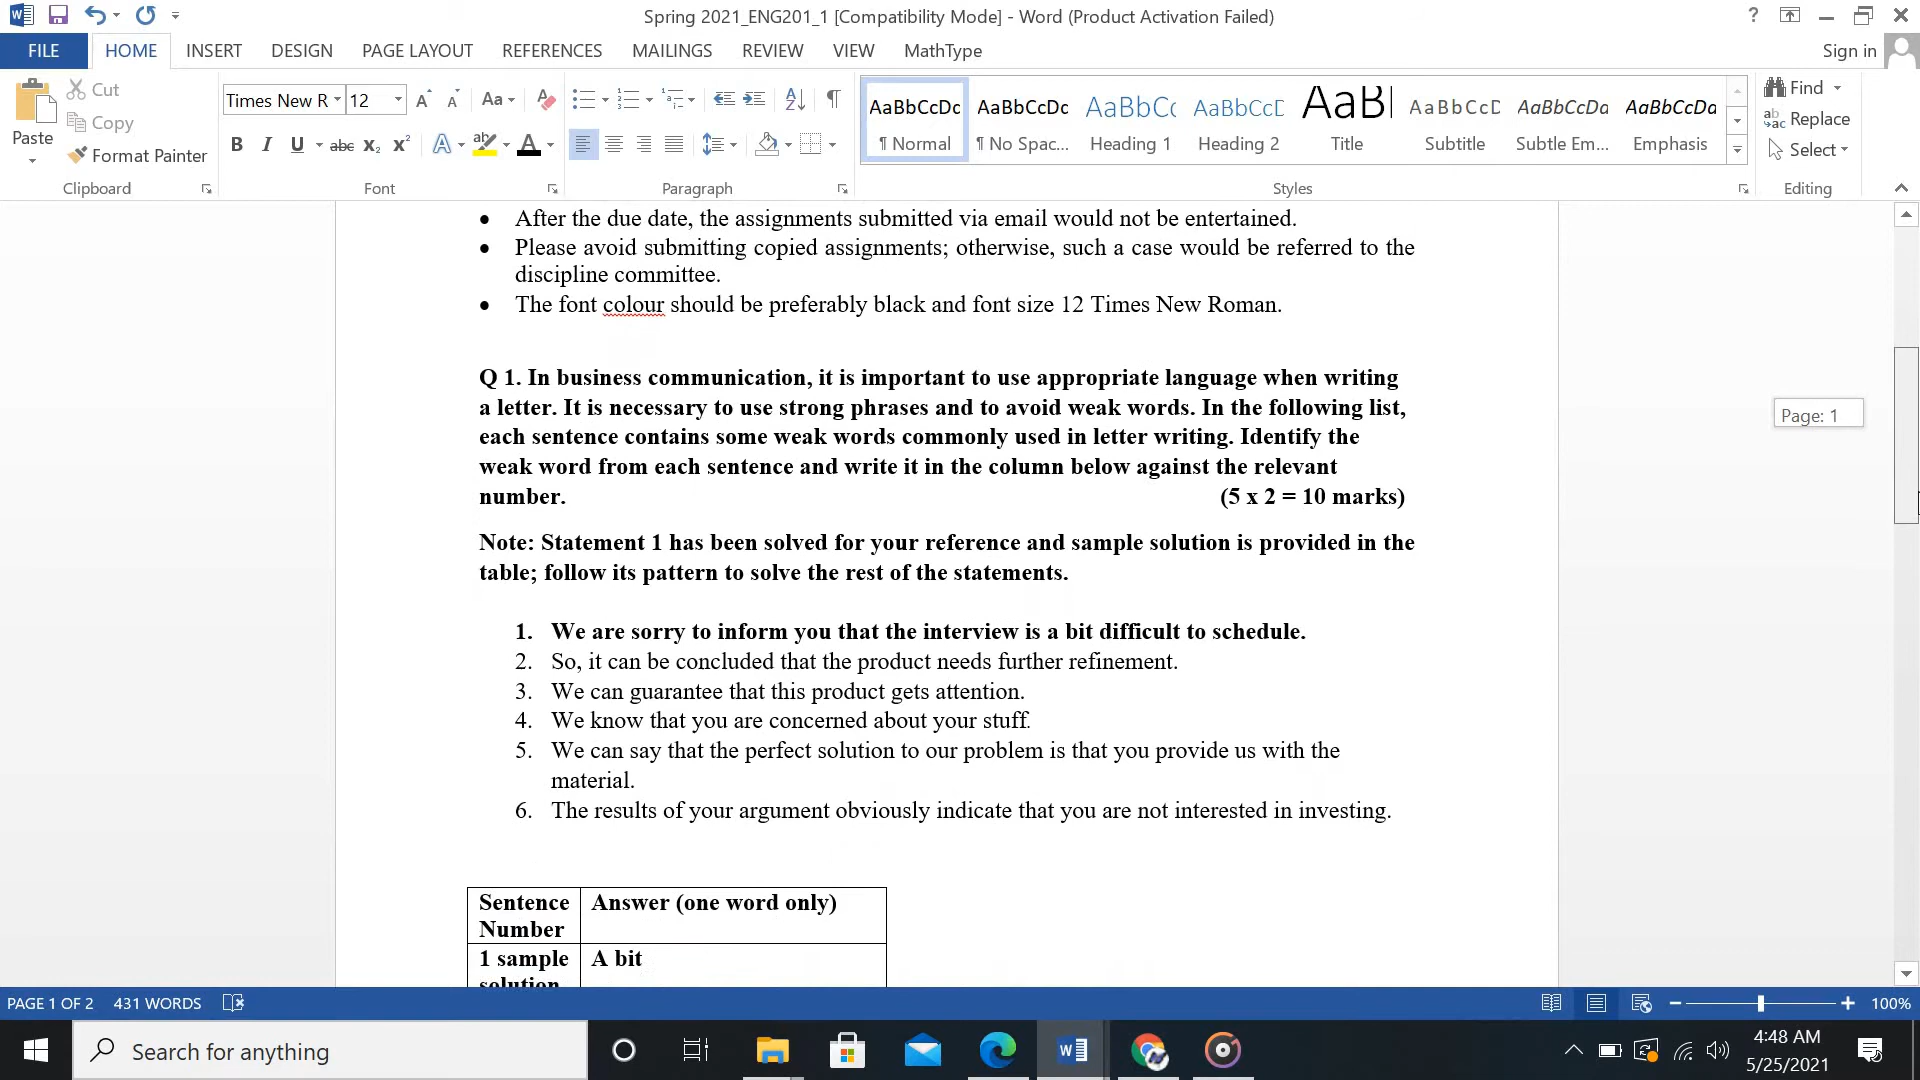 Spring 2021_ENG201_1 [Compatibility Mode] - Word (Product Activation Failed)
FILE HOME INSERT DESIGN PAGE LAYOUT REFERENCES MAILINGS REVIEW VIEW MathType Sign in
Paste
Cut
Copy
Format Painter
Clipboard
Times New R 12
Font
Paragraph
AaBbCcDc AaBbCcDc AaBbCc AaBbCcD AaBl AaBbCcD AaBbCcDa AaBbCcDa
¶ Normal ¶ No Spac... Heading 1 Heading 2 Title Subtitle Subtle Em... Emphasis
Styles
Find
Replace
Select
Editing
• After the due date, the assignments submitted via email would not be entertained.
• Please avoid submitting copied assignments; otherwise, such a case would be referred to the
discipline committee.
• The font colour should be preferably black and font size 12 Times New Roman.
Q 1. In business communication, it is important to use appropriate language when writing
a letter. It is necessary to use strong phrases and to avoid weak words. In the following list,
each sentence contains some weak words commonly used in letter writing. Identify the
weak word from each sentence and write it in the column below against the relevant
number. (5 x 2 = 10 marks)
Page: 1
Note: Statement 1 has been solved for your reference and sample solution is provided in the
table; follow its pattern to solve the rest of the statements.
1. We are sorry to inform you that the interview is a bit difficult to schedule.
2. So, it can be concluded that the product needs further refinement.
3. We can guarantee that this product gets attention.
4. We know that you are concerned about your stuff.
5. We can say that the perfect solution to our problem is that you provide us with the
material.
6. The results of your argument obviously indicate that you are not interested in investing.
Sentence Number
Answer (one word only)
1 sample solution
A bit
PAGE 1 OF 2 431 WORDS 100%
Search for anything
4:48 AM
5/25/2021